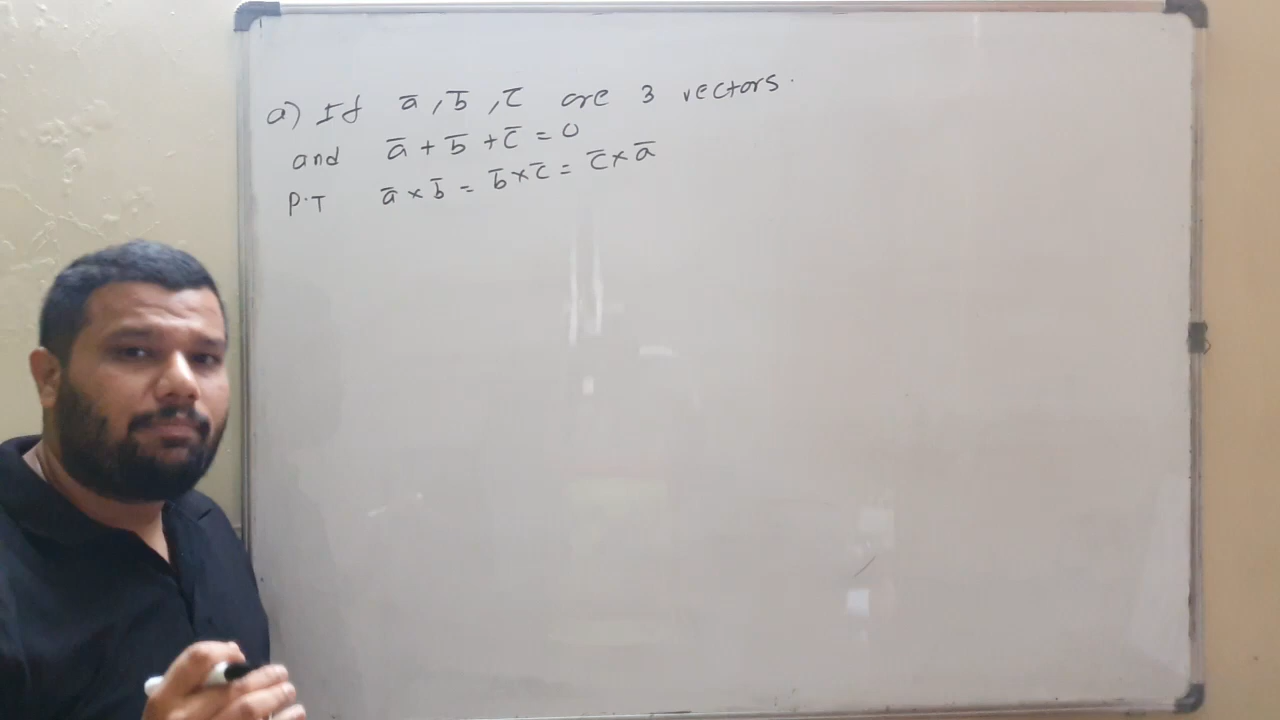 a) If a̅, b̅, c̅ are 3 vectors.
and a̅ + b̅ + c̅ = 0
P.T a̅ × b̅ = b̅ × c̅ = c̅ × a̅